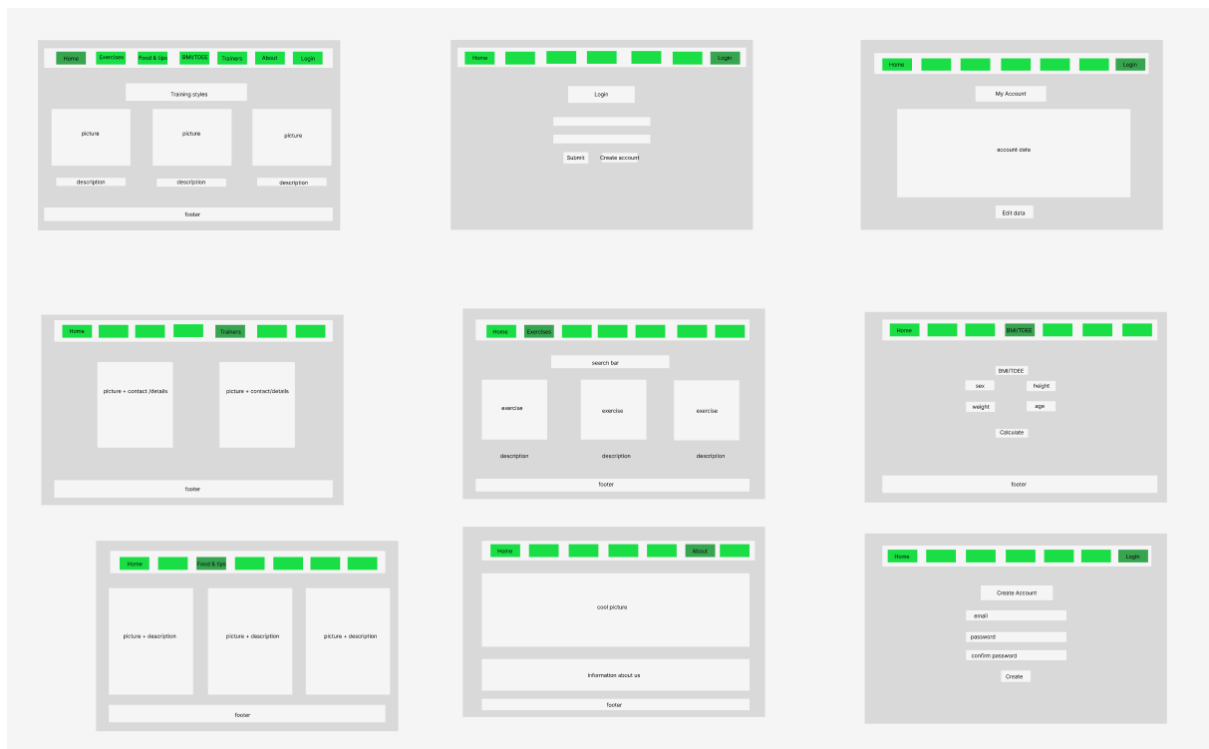 Home Exercises Food & Eps BMI/TDEE Trainers About Login
Training styles
picture picture picture
description description description
footer
Home Login
Login
Submit Create account
Home Login
My Account
account data
Edit data
Home Trainers
picture + contact /details picture + contact/details
footer
Home Exercises
search bar
exercise exercise exercise
description description description
footer
Home BMI/TDEE
BMI/TDEE
sex height
weight age
Calculate
footer
Home Food & Eps
picture + description picture + description picture + description
footer
Home About
cool picture
Information about us
footer
Home Login
Create Account
email
password
confirm password
Create